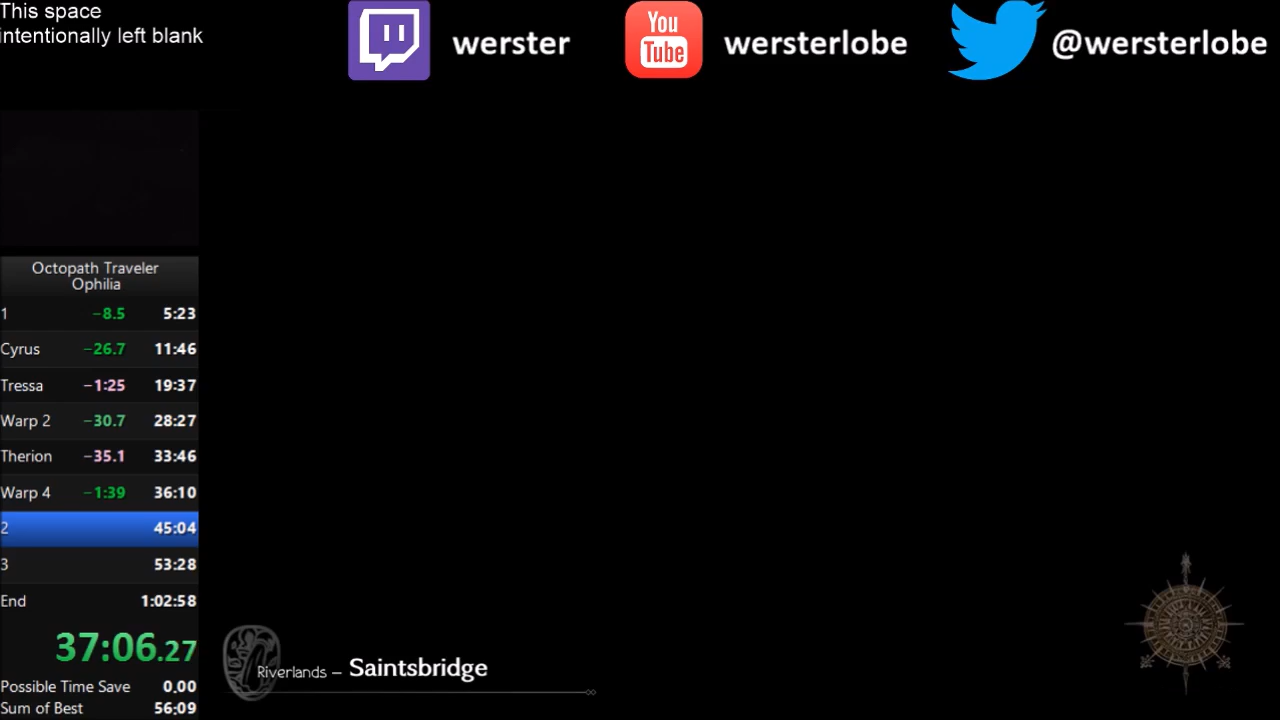 This space
intentionally left blank
werster
You
Tube
wersterlobe
@wersterlobe
Octopath Traveler
Ophilia
1 −8.5 5:23
Cyrus −26.7 11:46
Tressa −1:25 19:37
Warp 2 −30.7 28:27
Therion −35.1 33:46
Warp 4 −1:39 36:10
2 45:04
3 53:28
End 1:02:58
37:06.27
Possible Time Save 0.00
Sum of Best 56:09
Riverlands – Saintsbridge